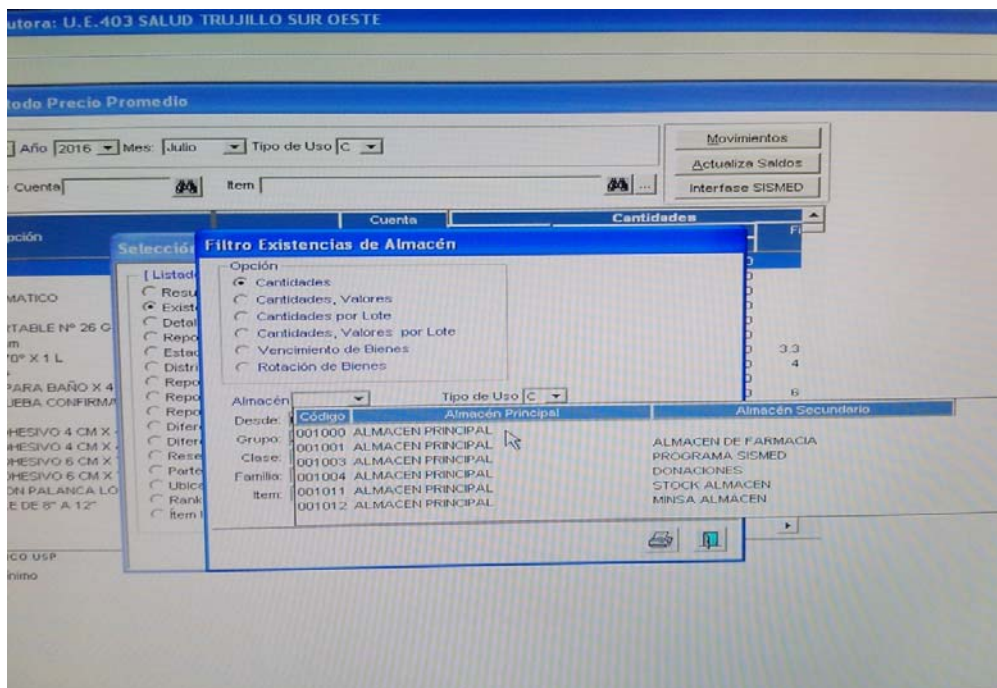 utora: U.E.403 SALUD TRUJILLO SUR OESTE
todo Precio Promedio
Año 2016 Mes: Julio Tipo de Uso C
Movimientos
Actualiza Saldos
Interfase SISMED
Cuenta Item ...
pción Cuenta Cantidades
Fi
Selección
Filtro Existencias de Almacén
[ Listad
Resu
Exist
Detal
Repo
Estad
Distri
Repo
Repo
Repo
Difer
Difer
Rese
Parte
Ubica
Rank
Ítem
Opción
Cantidades
Cantidades, Valores
Cantidades por Lote
Cantidades, Valores por Lote
Vencimiento de Bienes
Rotación de Bienes
Almacén Tipo de Uso C
Desde:
Grupo:
Clase:
Familia:
Item:
Código Almacén Principal Almacén Secundario
001000 ALMACEN PRINCIPAL
001001 ALMACEN PRINCIPAL ALMACEN DE FARMACIA
001003 ALMACEN PRINCIPAL PROGRAMA SISMED
001004 ALMACEN PRINCIPAL DONACIONES
001011 ALMACEN PRINCIPAL STOCK ALMACEN
001012 ALMACEN PRINCIPAL MINSA ALMACEN
MATICO
RTABLE Nº 26 G
m
70° X 1 L
PARA BAÑO X 4
UEBA CONFIRMA
HESIVO 4 CM X
HESIVO 4 CM X
HESIVO 6 CM X
HESIVO 6 CM X
ON PALANCA LO
E DE 8" A 12"
3.3
4
6
CO USP
nimo